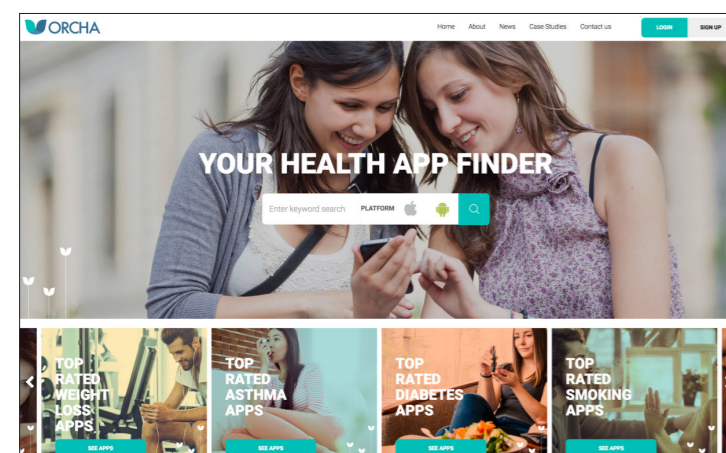 ORCHA
Home About News Case Studies Contact us LOGIN SIGN UP
YOUR HEALTH APP FINDER
Enter keyword search PLATFORM
TOP
RATED
WEIGHT
LOSS
APPS
SEE APPS
TOP
RATED
ASTHMA
APPS
SEE APPS
TOP
RATED
DIABETES
APPS
SEE APPS
TOP
RATED
SMOKING
APPS
SEE APPS